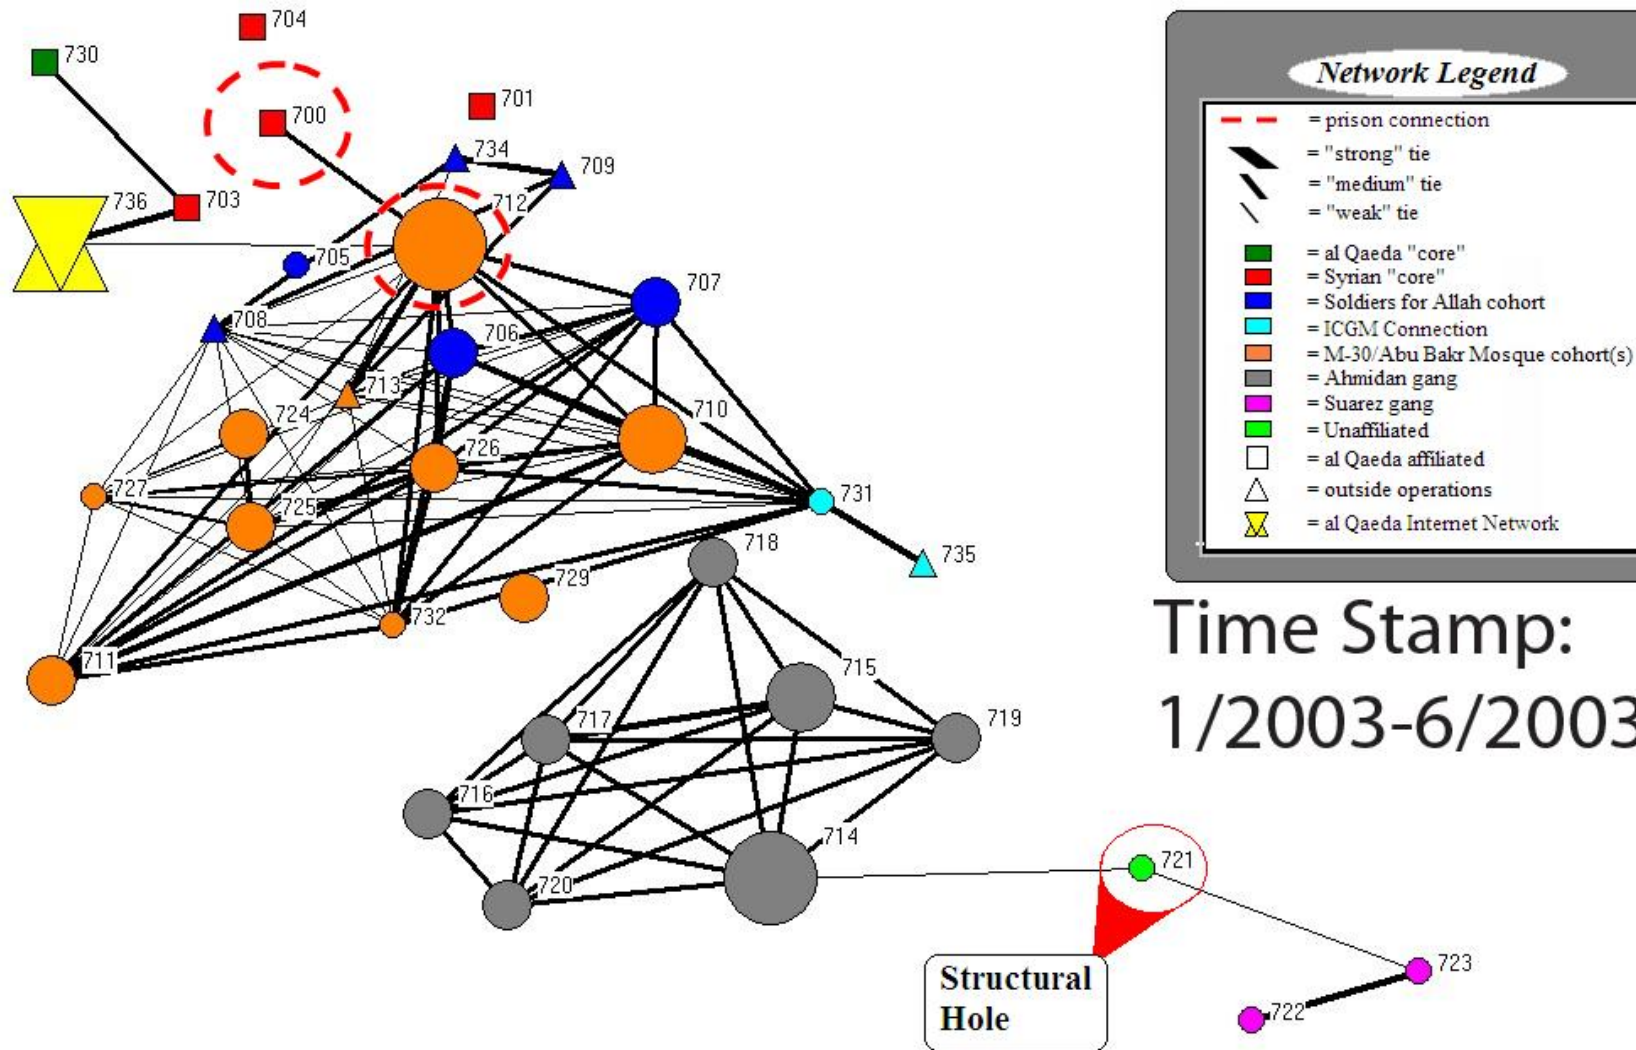 704
730
701
700
734
709
736
703
712
705
707
708
706
713
724
710
726
727
725
731
718
735
729
732
711
715
717
719
716
714
720
721
723
722
Structural
Hole
Network Legend
= prison connection
= "strong" tie
= "medium" tie
= "weak" tie
= al Qaeda "core"
= Syrian "core"
= Soldiers for Allah cohort
= ICGM Connection
= M-30/Abu Bakr Mosque cohort(s)
= Ahmidan gang
= Suarez gang
= Unaffiliated
= al Qaeda affiliated
= outside operations
= al Qaeda Internet Network
Time Stamp:
1/2003-6/2003